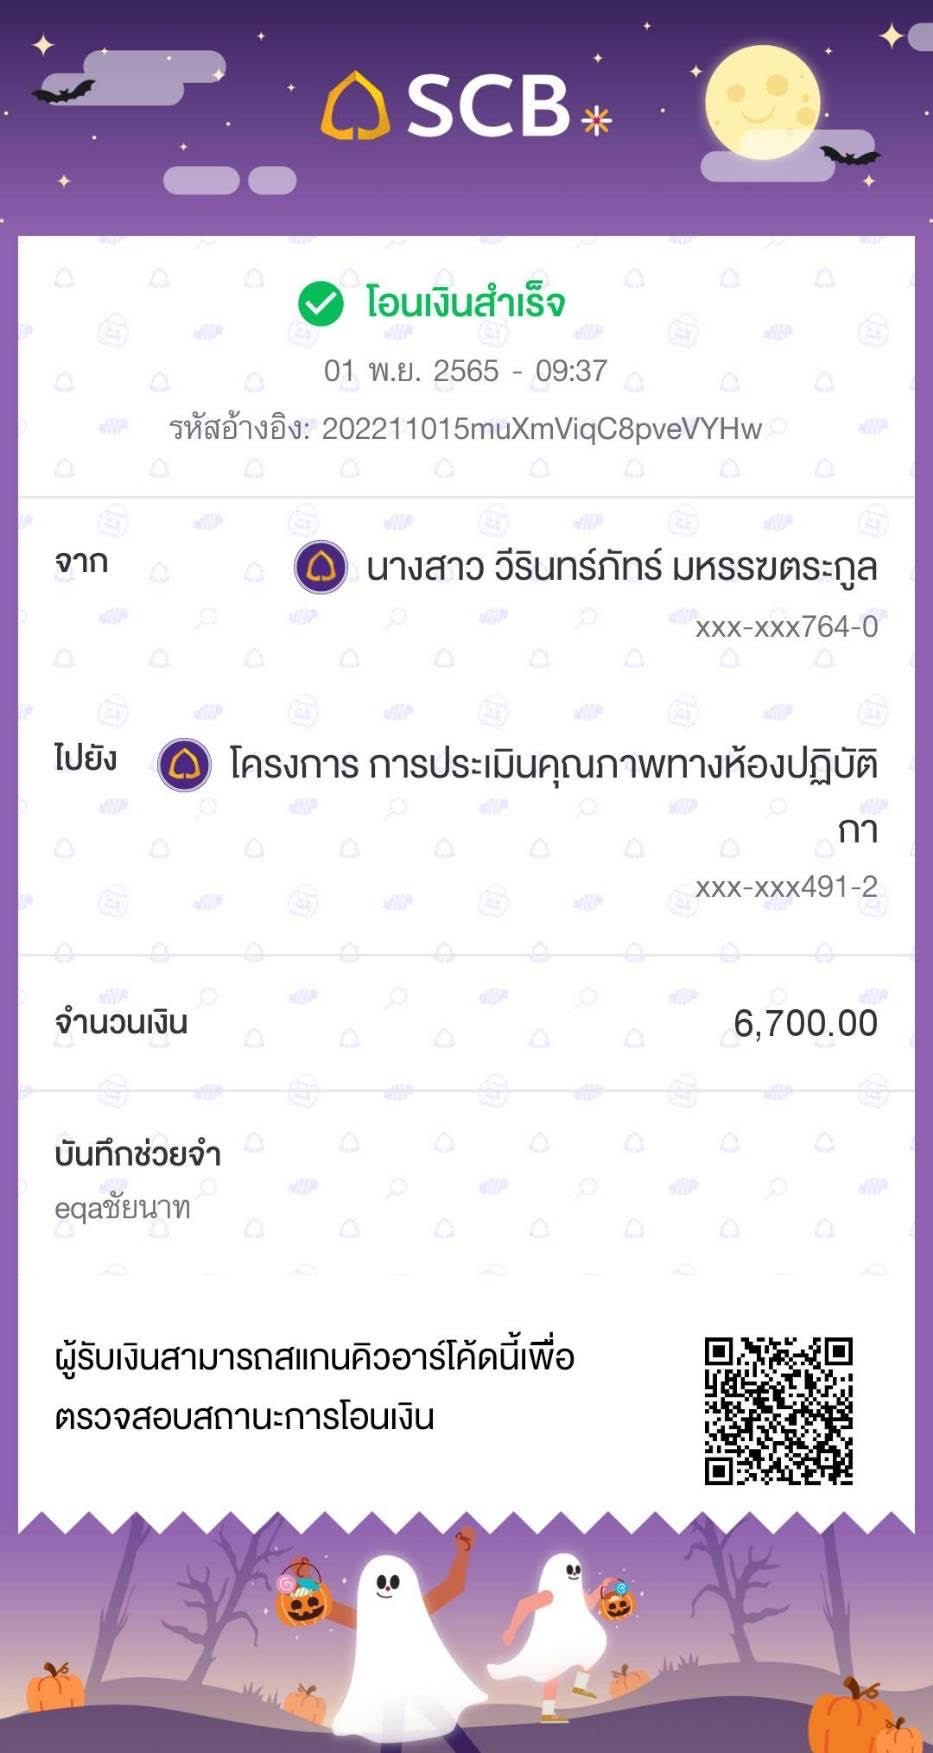 SCB
โอนเงินสำเร็จ
01 พ.ย. 2565 - 09:37
รหัสอ้างอิง: 202211015muXmViqC8pveVYHw
จาก
นางสาว วีรินทร์ภัทร์ มหรรฆตระกูล
xxx-xxx764-0
ไปยัง
โครงการ การประเมินคุณภาพทางห้องปฏิบัติ
กา
xxx-xxx491-2
จำนวนเงิน
6,700.00
บันทึกช่วยจำ
eqaชัยนาท
ผู้รับเงินสามารถสแกนคิวอาร์โค้ดนี้เพื่อ
ตรวจสอบสถานะการโอนเงิน